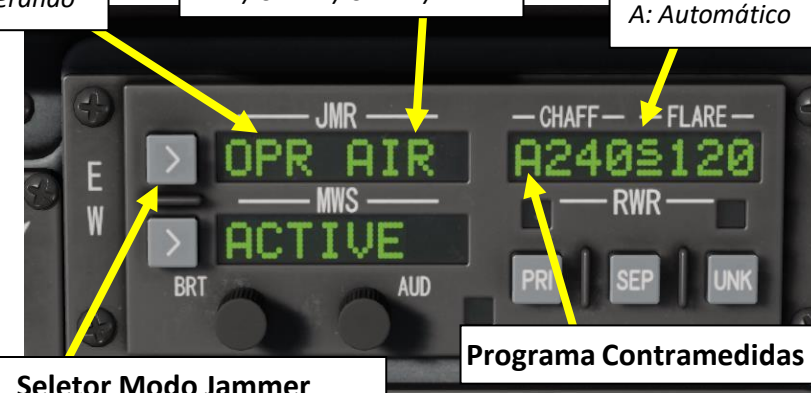 A: Automático
JMR
CHAFF
FLARE
OPR AIR
A240S120
E
W
MWS
RWR
ACTIVE
BRT
AUD
PRI
SEP
UNK
Programa Contramedidas
Seletor Modo Jammer